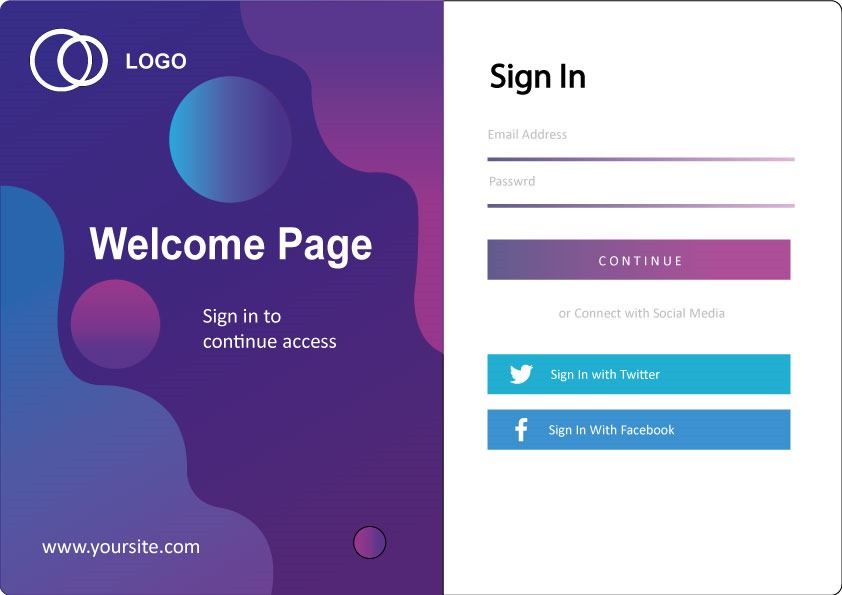 LOGO
Welcome Page
Sign in to
continue access
www.yoursite.com
Sign In
Email Address
Passwrd
CONTINUE
or Connect with Social Media
Sign In with Twitter
Sign In With Facebook